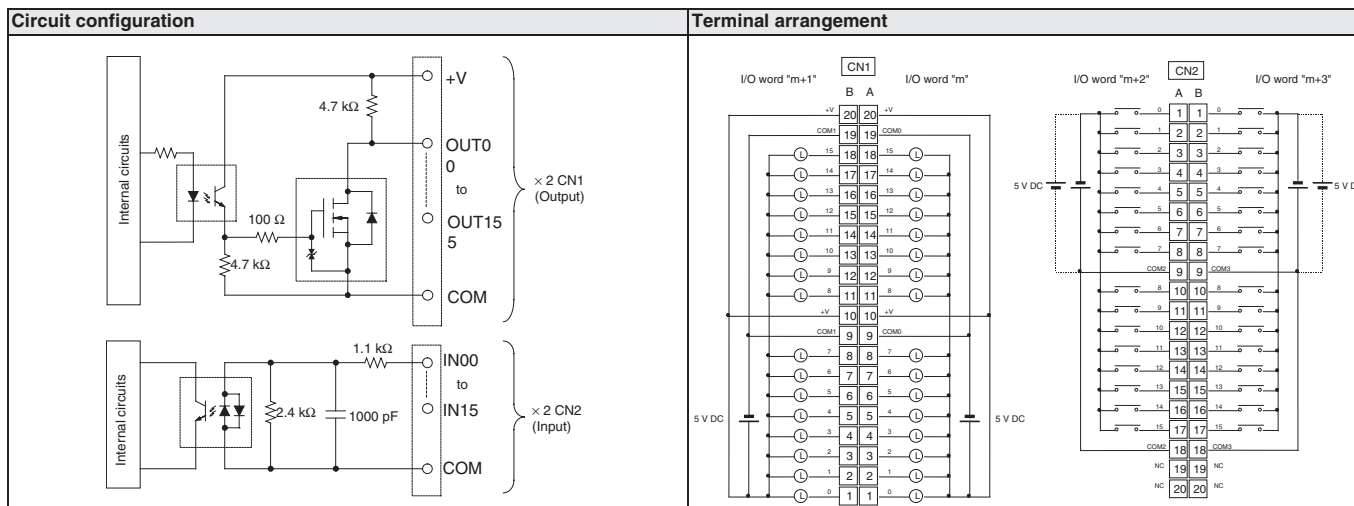 Circuit configuration
Internal circuits
4.7 kΩ
100 Ω
4.7 kΩ
+V
OUT0
0
to
OUT15
5
COM
× 2 CN1
(Output)
Internal circuits
1.1 kΩ
2.4 kΩ
1000 pF
IN00
to
IN15
COM
× 2 CN2
(Input)
Terminal arrangement
CN1
I/O word "m+1" I/O word "m"
B A
+V 20 20 +V
COM1 19 19 COM0
L 15 18 18 15 L
L 14 17 17 14 L
L 13 16 16 13 L
L 12 15 15 12 L
L 11 14 14 11 L
L 10 13 13 10 L
L 9 12 12 9 L
L 8 11 11 8 L
+V 10 10 +V
COM1 9 9 COM0
L 7 8 8 7 L
L 6 7 7 6 L
L 5 6 6 5 L
L 4 5 5 4 L
L 3 4 4 3 L
L 2 3 3 2 L
L 1 2 2 1 L
L 0 1 1 0 L
5 V DC 5 V DC
CN2
I/O word "m+2" I/O word "m+3"
A B
0 1 1 0
1 2 2 1
2 3 3 2
3 4 4 3
4 5 5 4
5 6 6 5
6 7 7 6
7 8 8 7
COM2 9 9 COM3
8 10 10 8
9 11 11 9
10 12 12 10
11 13 13 11
12 14 14 12
13 15 15 13
14 16 16 14
15 17 17 15
COM2 18 18 COM3
NC 19 19 NC
NC 20 20 NC
5 V DC 5 V D